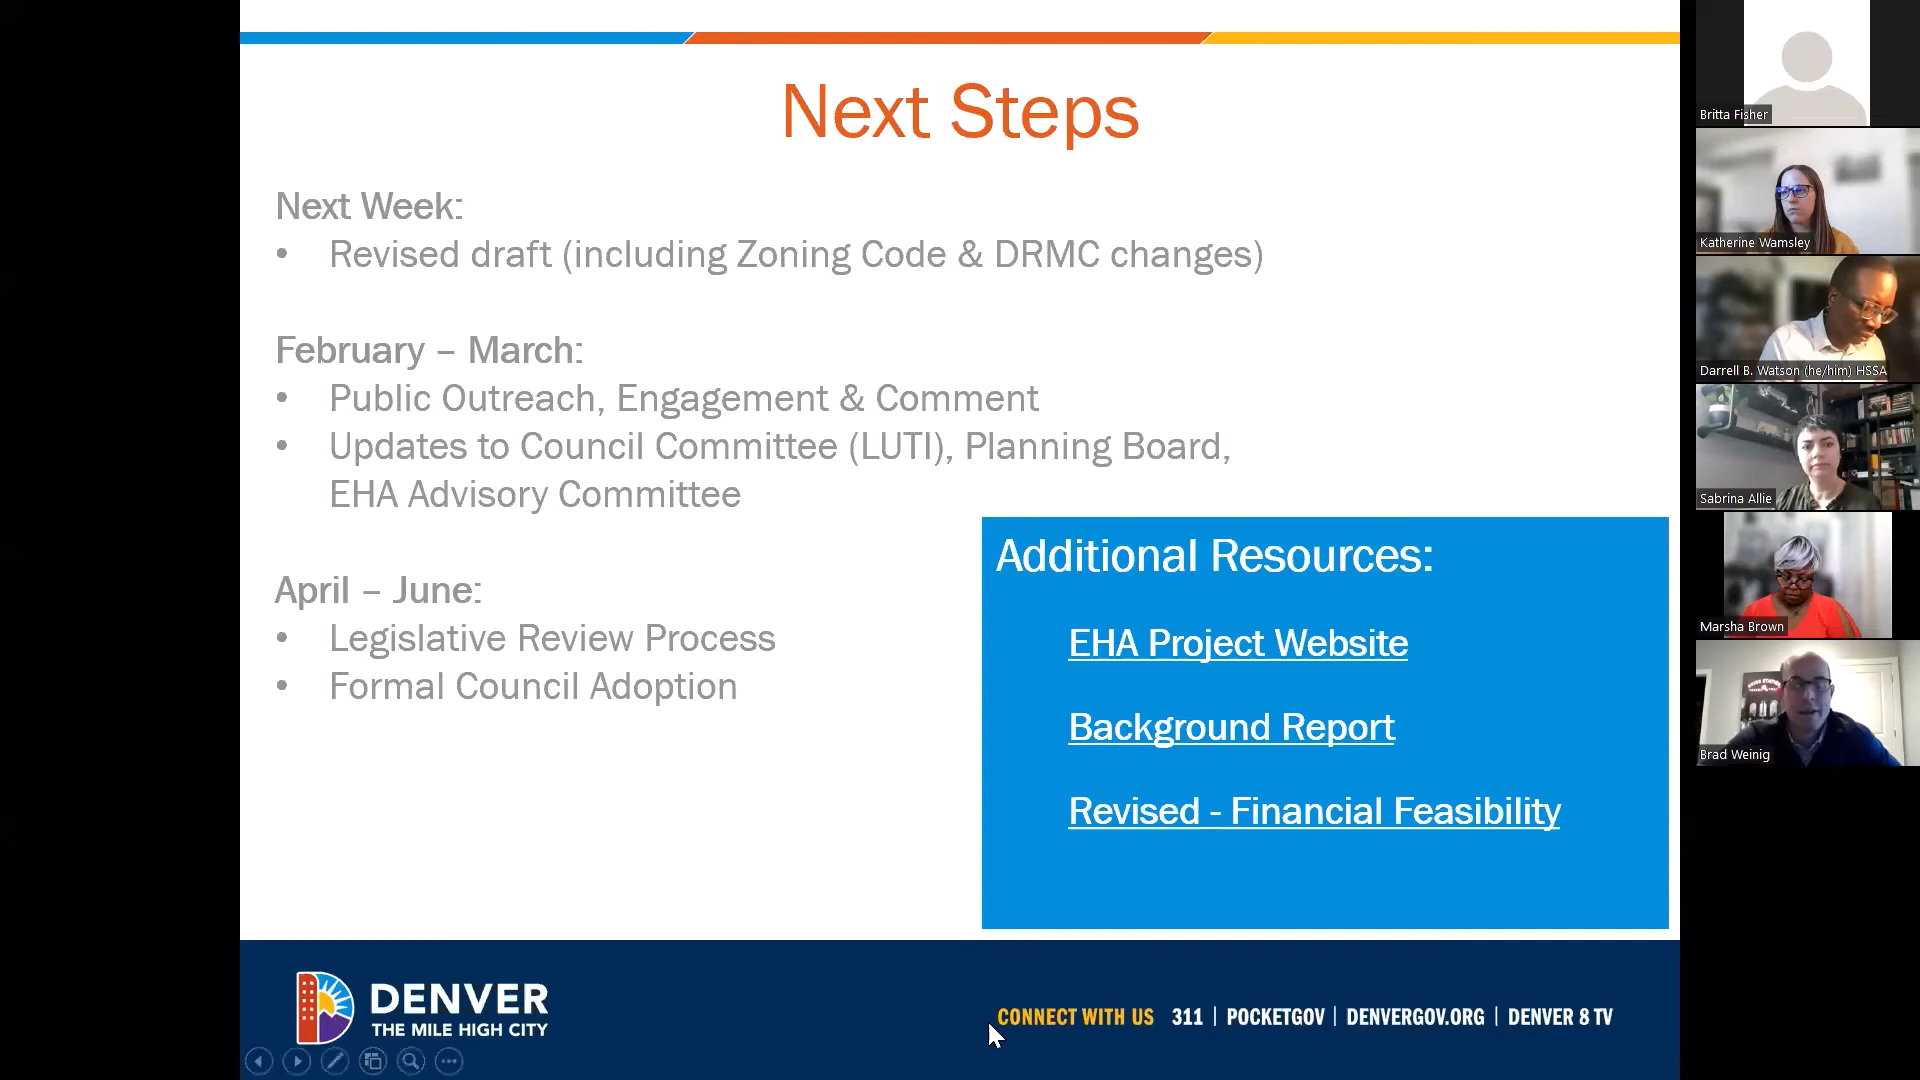 Next Steps
Next Week:
• Revised draft (including Zoning Code & DRMC changes)
February – March:
• Public Outreach, Engagement & Comment
• Updates to Council Committee (LUTI), Planning Board,
EHA Advisory Committee
April – June:
• Legislative Review Process
• Formal Council Adoption
Additional Resources:
EHA Project Website
Background Report
Revised - Financial Feasibility
DENVER
THE MILE HIGH CITY
CONNECT WITH US 311 | POCKETGOV | DENVERGOV.ORG | DENVER 8 TV
Britta Fisher
Katherine Wamsley
Darrell B. Watson (he/him) HSSA
Sabrina Allie
Marsha Brown
Brad Weinig